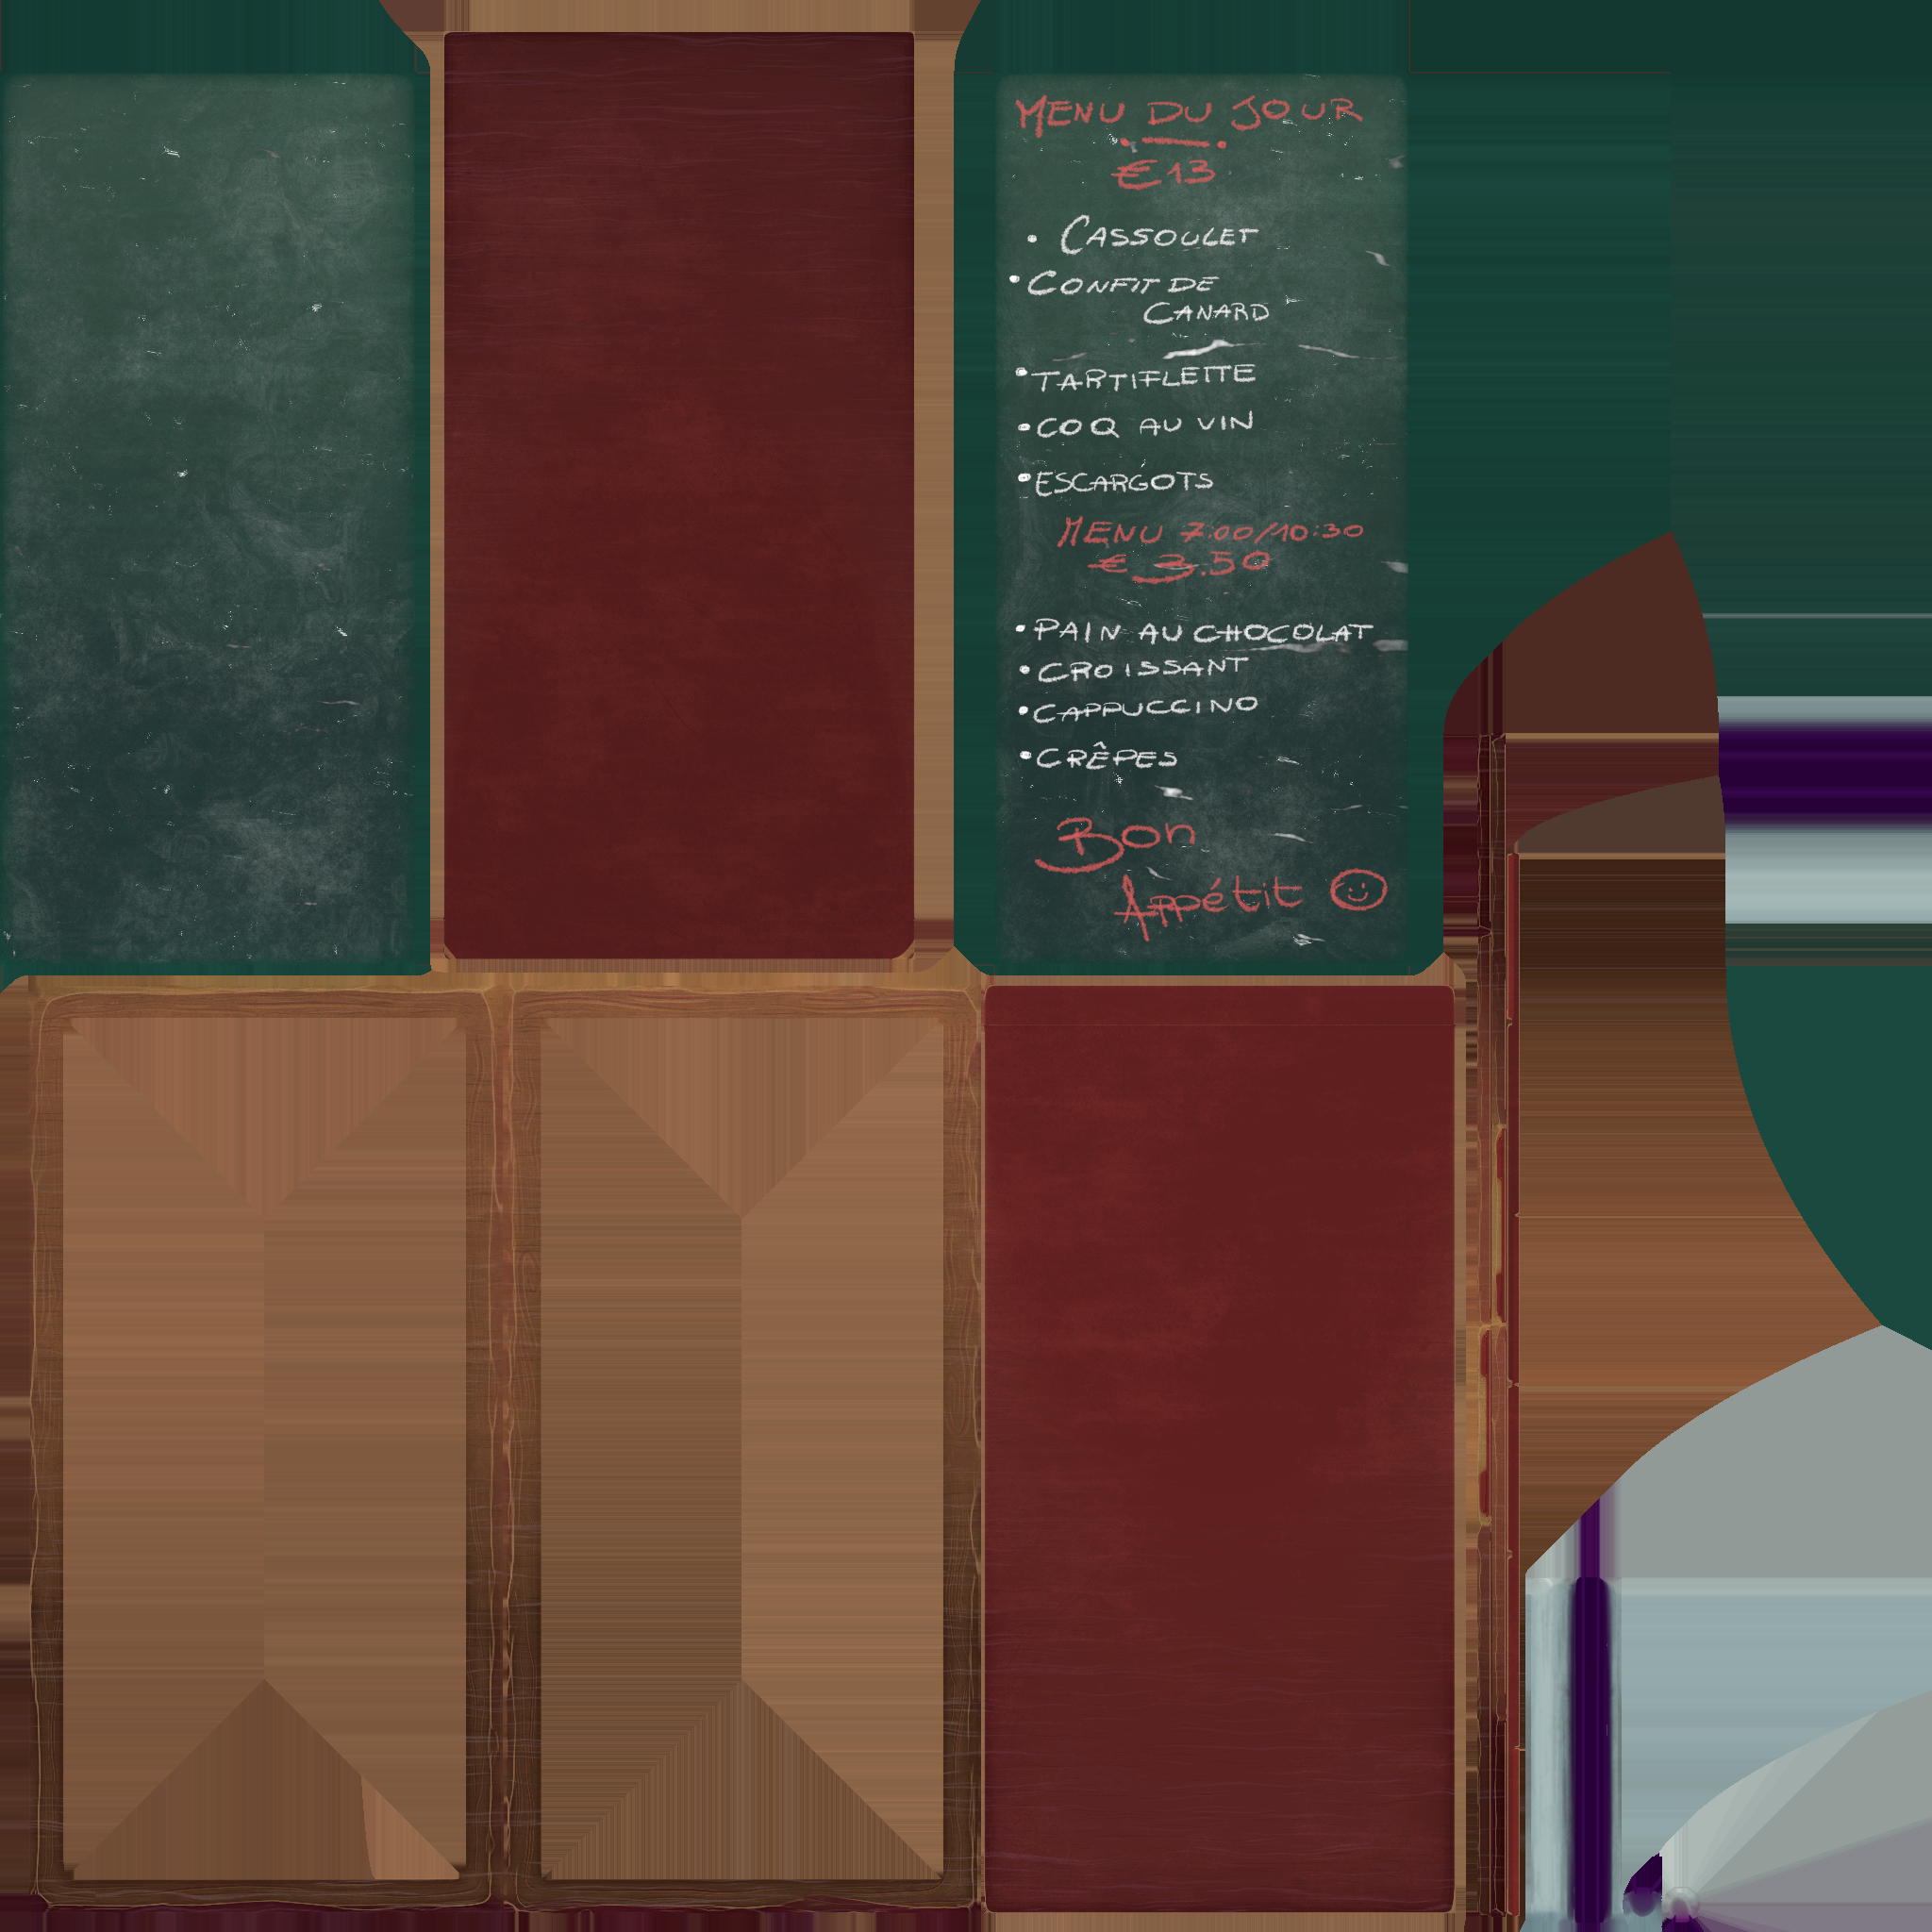 MENU DU JOUR
€13
• CASSOULET
• CONFIT DE
CANARD
• TARTIFLETTE
• COQ AU VIN
• ESCARGOTS
MENU 7:00/10:30
€ 3.50
• PAIN AU CHOCOLAT
• CROISSANT
• CAPPUCCINO
• CRÊPES
Bon
Appétit ☺